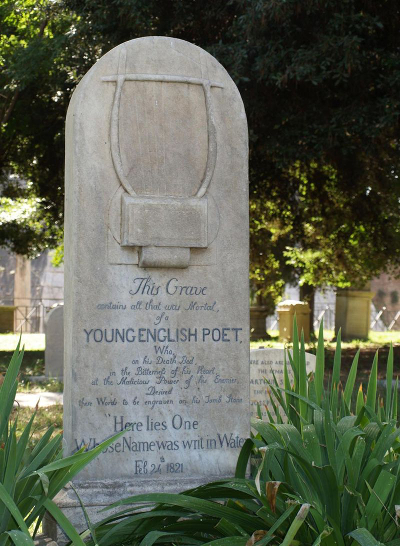 This Grave
contains all that was Mortal,
of a
YOUNG ENGLISH POET,
Who,
on his Death Bed,
in the Bitterness of his Heart,
at the Malicious Power of his Enemies,
Desired
these Words to be engraven on his Tomb Stone
"Here lies One
Whose Name was writ in Water
Feb 24 1821